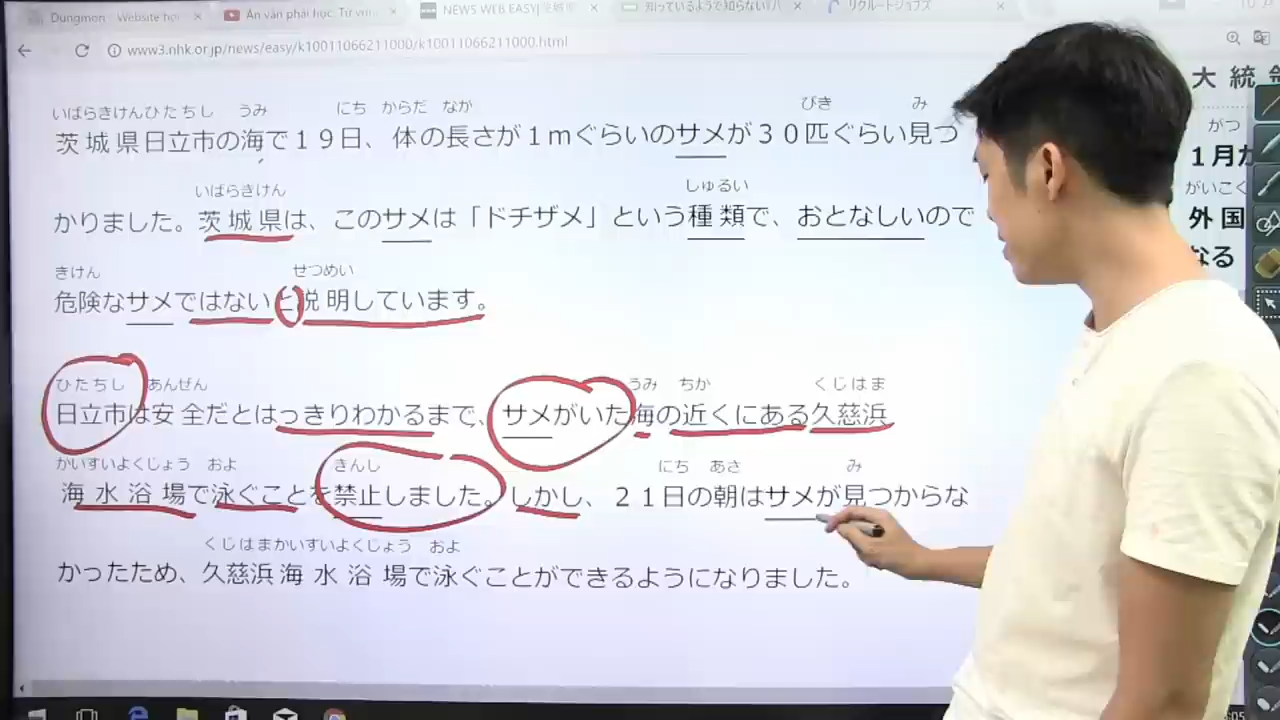 Dungmori - Website họ
Ăn vặn phải học. Từ vựn
NEWS WEB EASY
知っているようで知らない
リクルートジョブズ
www3.nhk.or.jp/news/easy/k10011066211000/k10011066211000.html
いばらきけんひたちし うみ にち からだ なが びき み
茨城県日立市の海で１９日、体の長さが１ｍぐらいのサメが３０匹ぐらい見つ
いばらきけん しゅるい
かりました。茨城県は、このサメは「ドチザメ」という種類で、おとなしいので
きけん せつめい
危険なサメではないと説明しています。
ひたちし あんぜん うみ ちか くじはま
日立市は安全だとはっきりわかるまで、サメがいた海の近くにある久慈浜
かいすいよくじょう およ きんし にち あさ み
海水浴場で泳ぐことを禁止しました。しかし、２１日の朝はサメが見つからな
くじはまかいすいよくじょう およ
かったため、久慈浜海水浴場で泳ぐことができるようになりました。
大統領
がつ
１月か
がいこく
外国
なる